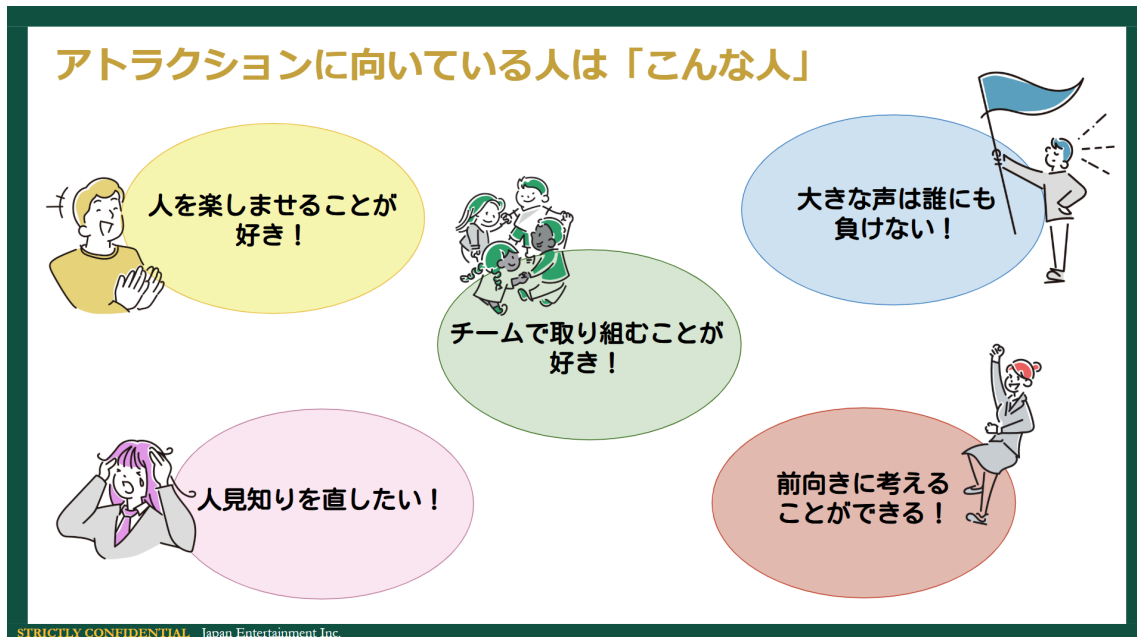 アトラクションに向いている人は「こんな人」
人を楽しませることが
好き！
大きな声は誰にも
負けない！
チームで取り組むことが
好き！
人見知りを直したい！
前向きに考える
ことができる！
STRICTLY CONFIDENTIAL Japan Entertainment Inc.